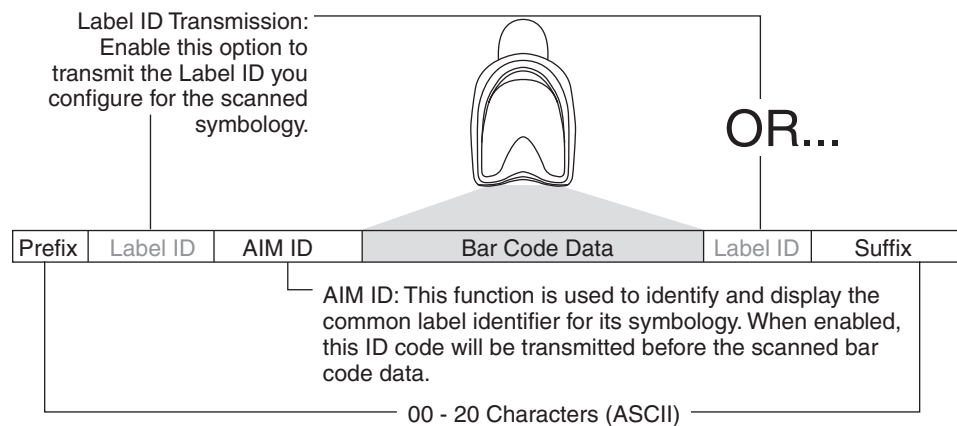 Label ID Transmission:
Enable this option to
transmit the Label ID you
configure for the scanned
symbology.
OR...
Prefix Label ID AIM ID Bar Code Data Label ID Suffix
AIM ID: This function is used to identify and display the
common label identifier for its symbology. When enabled,
this ID code will be transmitted before the scanned bar
code data.
00 - 20 Characters (ASCII)